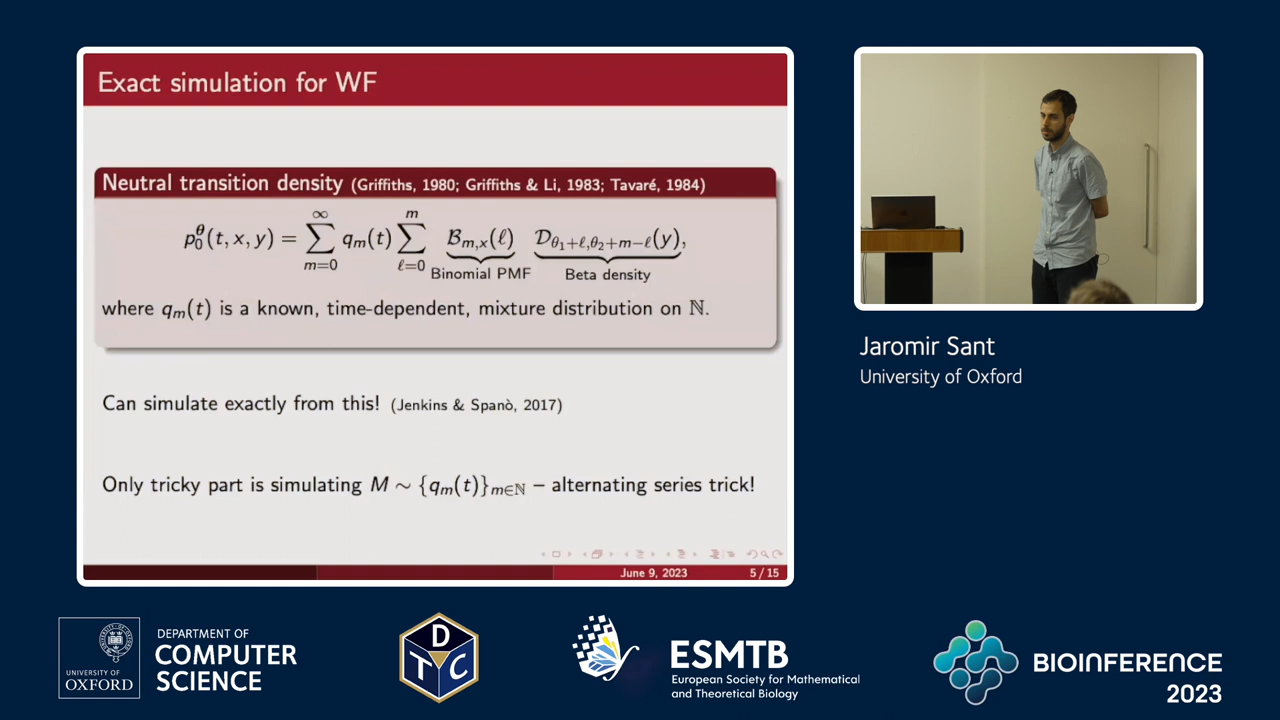 Exact simulation for WF
Neutral transition density (Griffiths, 1980; Griffiths & Li, 1983; Tavaré, 1984)
p_0^θ(t, x, y) = ∑_{m=0}^{∞} q_m(t) ∑_{ℓ=0}^{m} ℬ_{m,x}(ℓ) 𝒟_{θ_1+ℓ,θ_2+m−ℓ}(y),
Binomial PMF Beta density
where q_m(t) is a known, time-dependent, mixture distribution on ℕ.
Can simulate exactly from this! (Jenkins & Spanò, 2017)
Only tricky part is simulating M ∼ {q_m(t)}_{m∈ℕ} – alternating series trick!
June 9, 2023 5 / 15
Jaromir Sant
University of Oxford
UNIVERSITY OF
OXFORD
DEPARTMENT OF
COMPUTER
SCIENCE
D
T C
ESMTB
European Society for Mathematical
and Theoretical Biology
BIOINFERENCE
2023